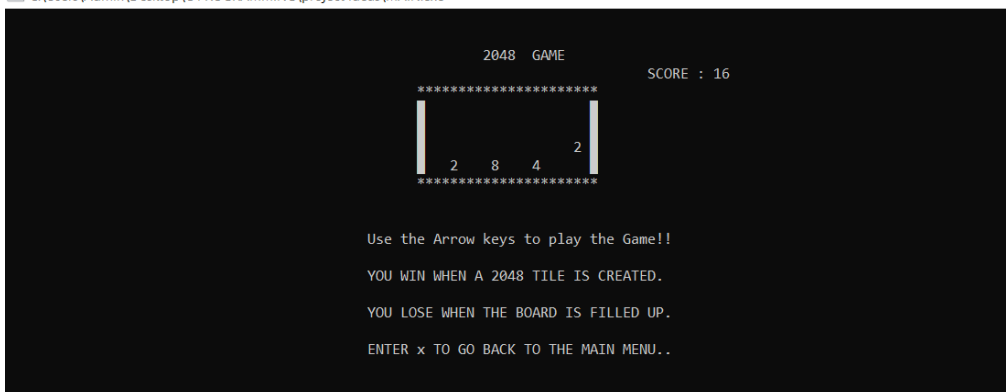 2048 GAME
SCORE : 16
**********************
2
2 8 4
**********************
Use the Arrow keys to play the Game!!
YOU WIN WHEN A 2048 TILE IS CREATED.
YOU LOSE WHEN THE BOARD IS FILLED UP.
ENTER x TO GO BACK TO THE MAIN MENU..